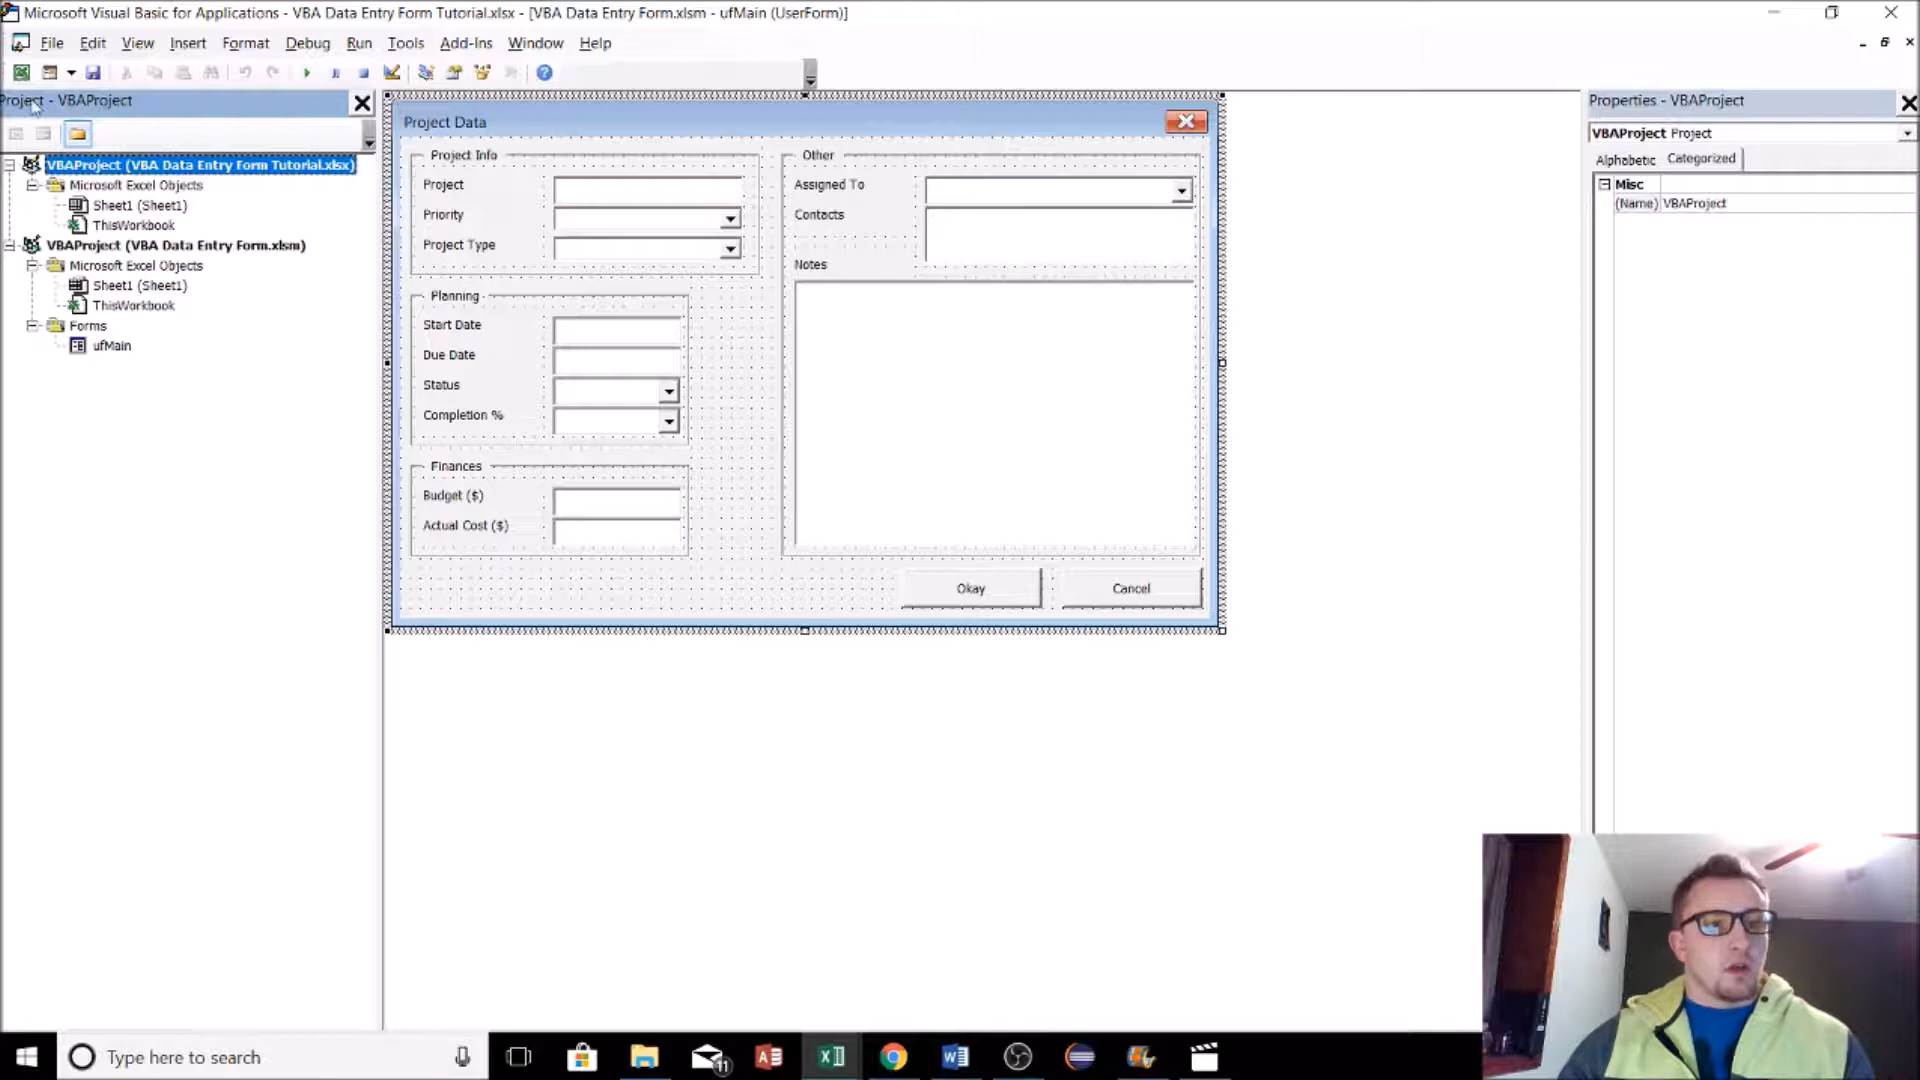 Microsoft Visual Basic for Applications - VBA Data Entry Form Tutorial.xlsx - [VBA Data Entry Form.xlsm - ufMain (UserForm)]
File Edit View Insert Format Debug Run Tools Add-Ins Window Help
Project - VBAProject
VBAProject (VBA Data Entry Form Tutorial.xlsx)
Microsoft Excel Objects
Sheet1 (Sheet1)
ThisWorkbook
VBAProject (VBA Data Entry Form.xlsm)
Microsoft Excel Objects
Sheet1 (Sheet1)
ThisWorkbook
Forms
ufMain
Project Data
Project Info
Project
Priority
Project Type
Planning
Start Date
Due Date
Status
Completion %
Finances
Budget ($)
Actual Cost ($)
Other
Assigned To
Contacts
Notes
Okay Cancel
Properties - VBAProject
VBAProject Project
Alphabetic Categorized
Misc
(Name) VBAProject
Type here to search
11